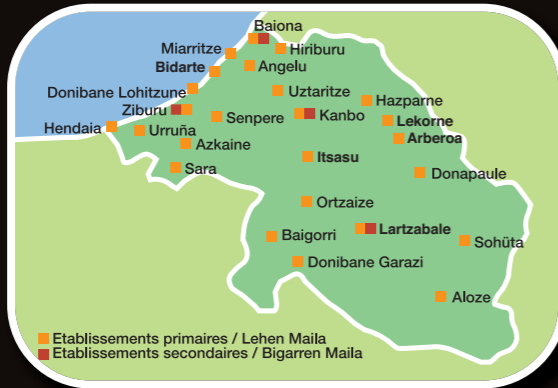 Baiona
Miarritze
Hiriburu
Bidarte
Angelu
Donibane Lohitzune
Uztaritze
Hazparne
Ziburu
Senpere
Kanbo
Lekorne
Hendaia
Urruña
Arberoa
Azkaine
Itsasu
Sara
Donapaule
Ortzaize
Baigorri
Lartzabale
Sohüta
Donibane Garazi
Aloze
Etablissements primaires / Lehen Maila
Etablissements secondaires / Bigarren Maila